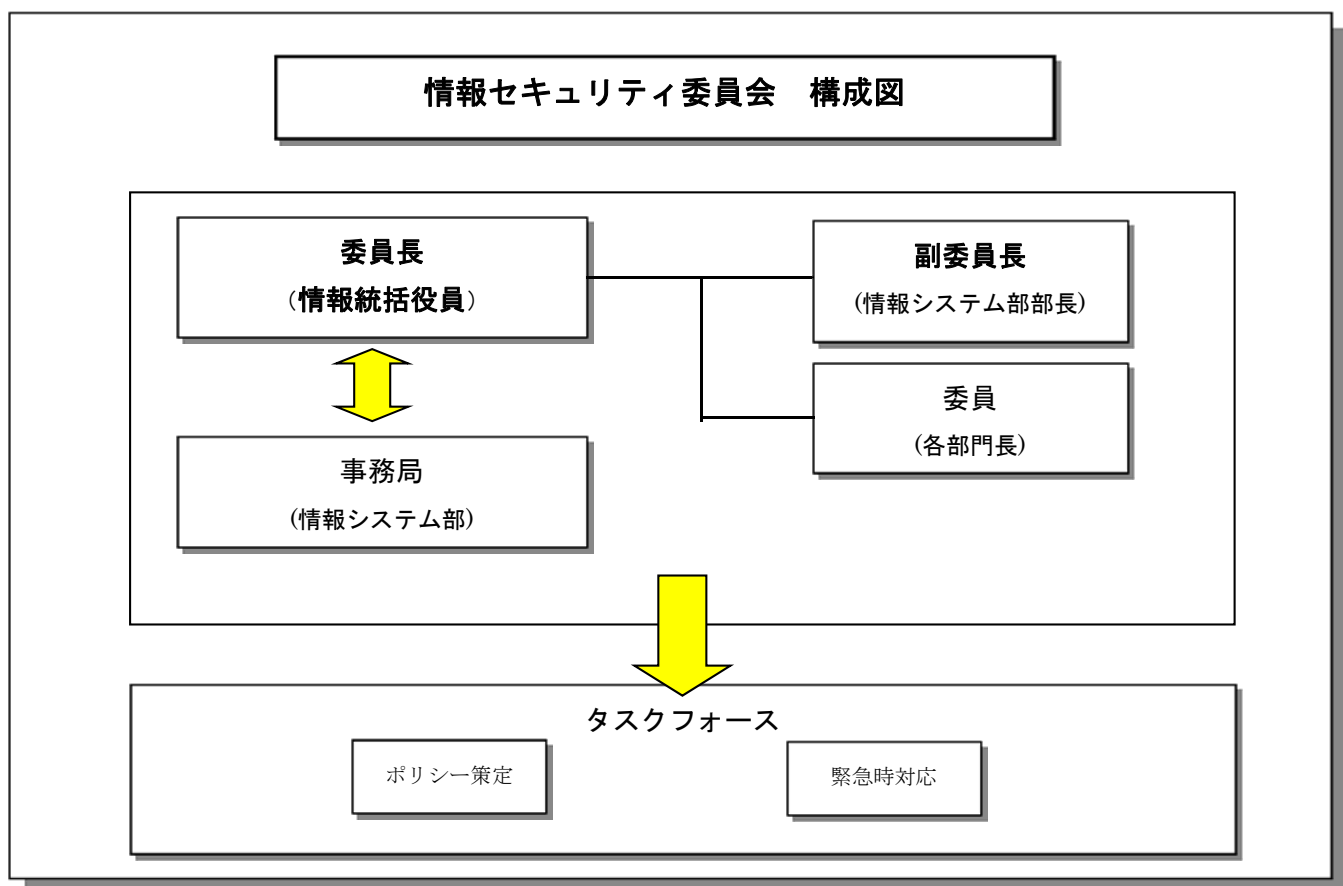 情報セキュリティ委員会　構成図
委員長
（情報統括役員）
副委員長
(情報システム部部長)
委員
(各部門長)
事務局
(情報システム部)
タスクフォース
ポリシー策定
緊急時対応